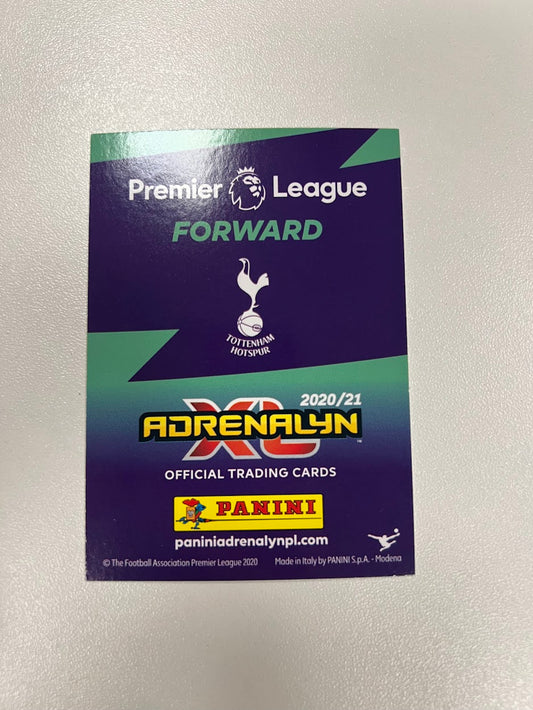 Premier League
FORWARD
TOTTENHAM
HOTSPUR
2020/21
ADRENALYN XL™
OFFICIAL TRADING CARDS
PANINI
paniniadrenalynpl.com
© The Football Association Premier League 2020 Made in Italy by PANINI S.p.A. - Modena